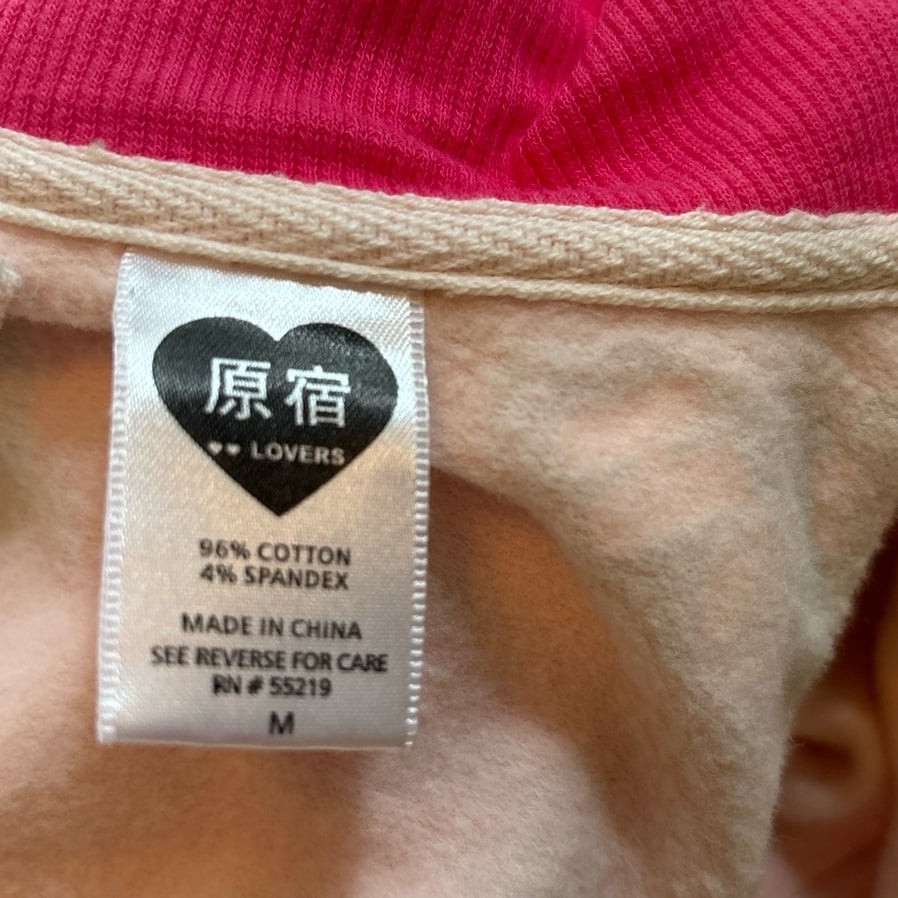 原宿
♥♥ LOVERS
96% COTTON
4% SPANDEX
MADE IN CHINA
SEE REVERSE FOR CARE
RN # 55219
M